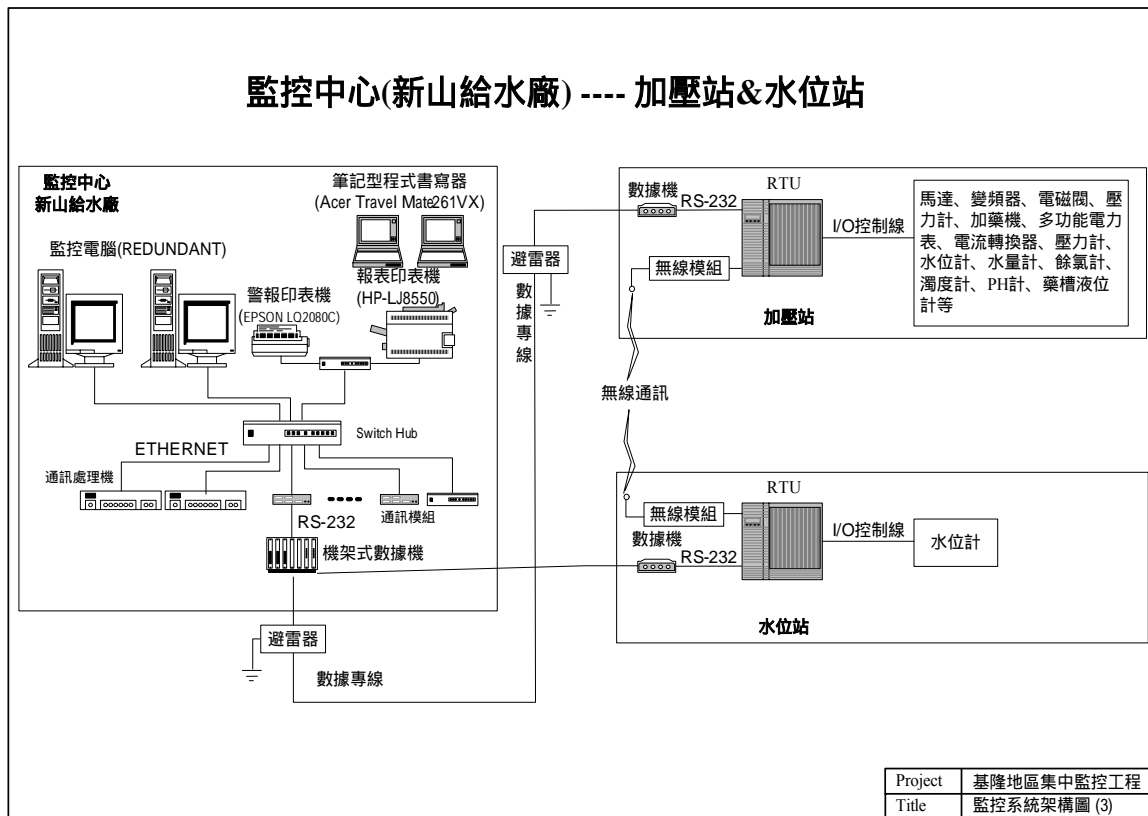 監控中心(新山給水廠) ---- 加壓站&水位站
監控中心
新山給水廠
筆記型程式書寫器
(Acer Travel Mate261VX)
監控電腦(REDUNDANT)
警報印表機
(EPSON LQ2080C)
報表印表機
(HP-LJ8550)
Switch Hub
ETHERNET
通訊處理機
通訊模組
RS-232
機架式數據機
避雷器
數據專線
避雷器
數據專線
數據機
RS-232
RTU
無線模組
I/O控制線
馬達、變頻器、電磁閥、壓
力計、加藥機、多功能電力
表、電流轉換器、壓力計、
水位計、水量計、餘氯計、
濁度計、PH計、藥槽液位
計等
加壓站
無線通訊
RTU
無線模組
數據機
RS-232
I/O控制線
水位計
水位站
Project 基隆地區集中監控工程
Title 監控系統架構圖 (3)